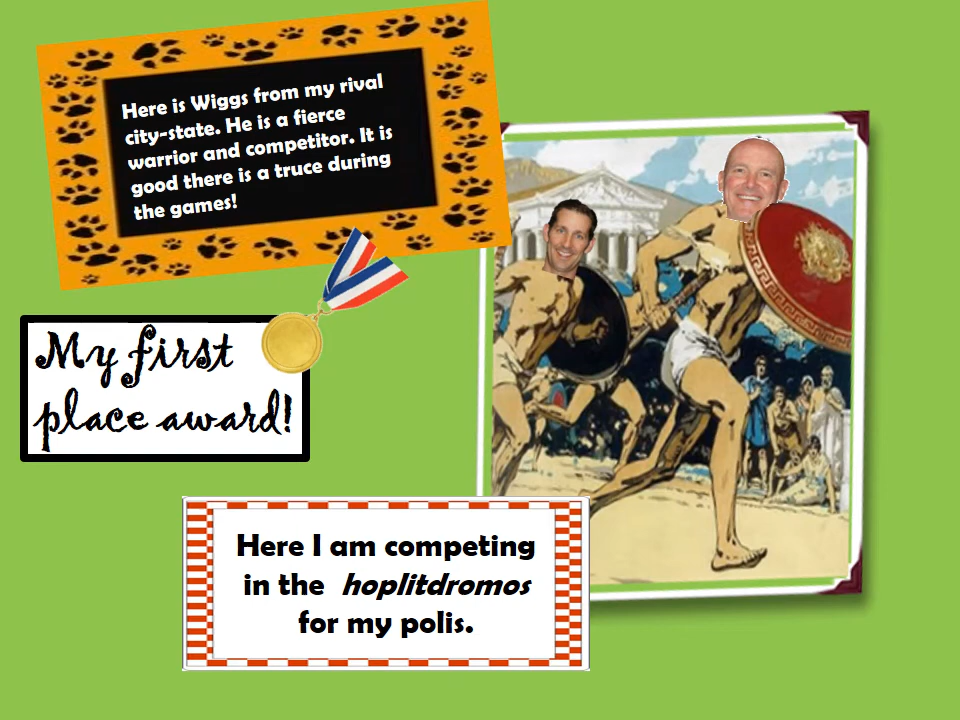 Here is Wiggs from my rival
city-state. He is a fierce
warrior and competitor. It is
good there is a truce during
the games!
My first
place award!
Here I am competing
in the hoplitdromos
for my polis.